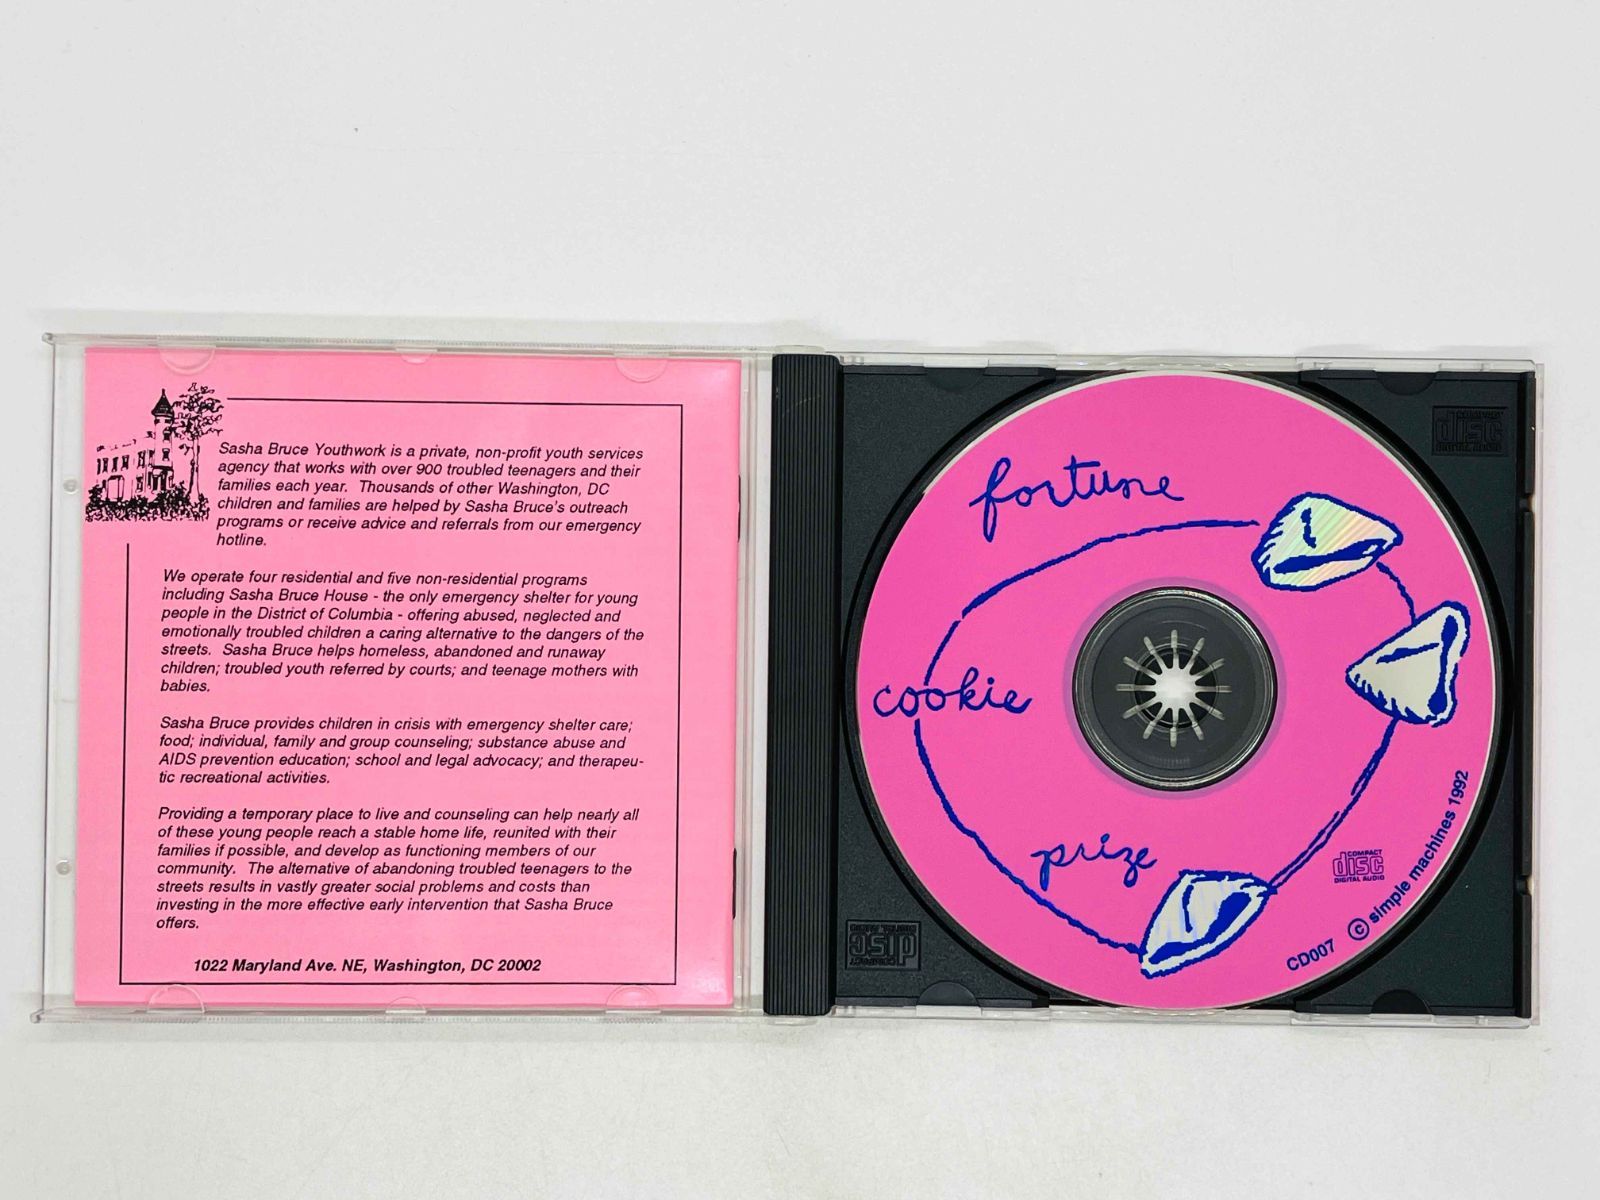 Sasha Bruce Youthwork is a private, non-profit youth services
agency that works with over 900 troubled teenagers and their
families each year.  Thousands of other Washington, DC
children and families are helped by Sasha Bruce's outreach
programs or receive advice and referrals from our emergency
hotline.
We operate four residential and five non-residential programs
including Sasha Bruce House - the only emergency shelter for young
people in the District of Columbia - offering abused, neglected and
emotionally troubled children a caring alternative to the dangers of the
streets.  Sasha Bruce helps homeless, abandoned and runaway
children; troubled youth referred by courts; and teenage mothers with
babies.
Sasha Bruce provides children in crisis with emergency shelter care;
food; individual, family and group counseling; substance abuse and
AIDS prevention education; school and legal advocacy; and therapeu-
tic recreational activities.
Providing a temporary place to live and counseling can help nearly all
of these young people reach a stable home life, reunited with their
families if possible, and develop as functioning members of our
community.  The alternative of abandoning troubled teenagers to the
streets results in vastly greater social problems and costs than
investing in the more effective early intervention that Sasha Bruce
offers.
1022 Maryland Ave. NE, Washington, DC 20002
fortune
cookie
prize
COMPACT
disc
DIGITAL AUDIO
CD007 © simple machines 1992
COMPACT
disc
DIGITAL AUDIO
COMPACT
disc
DIGITAL AUDIO